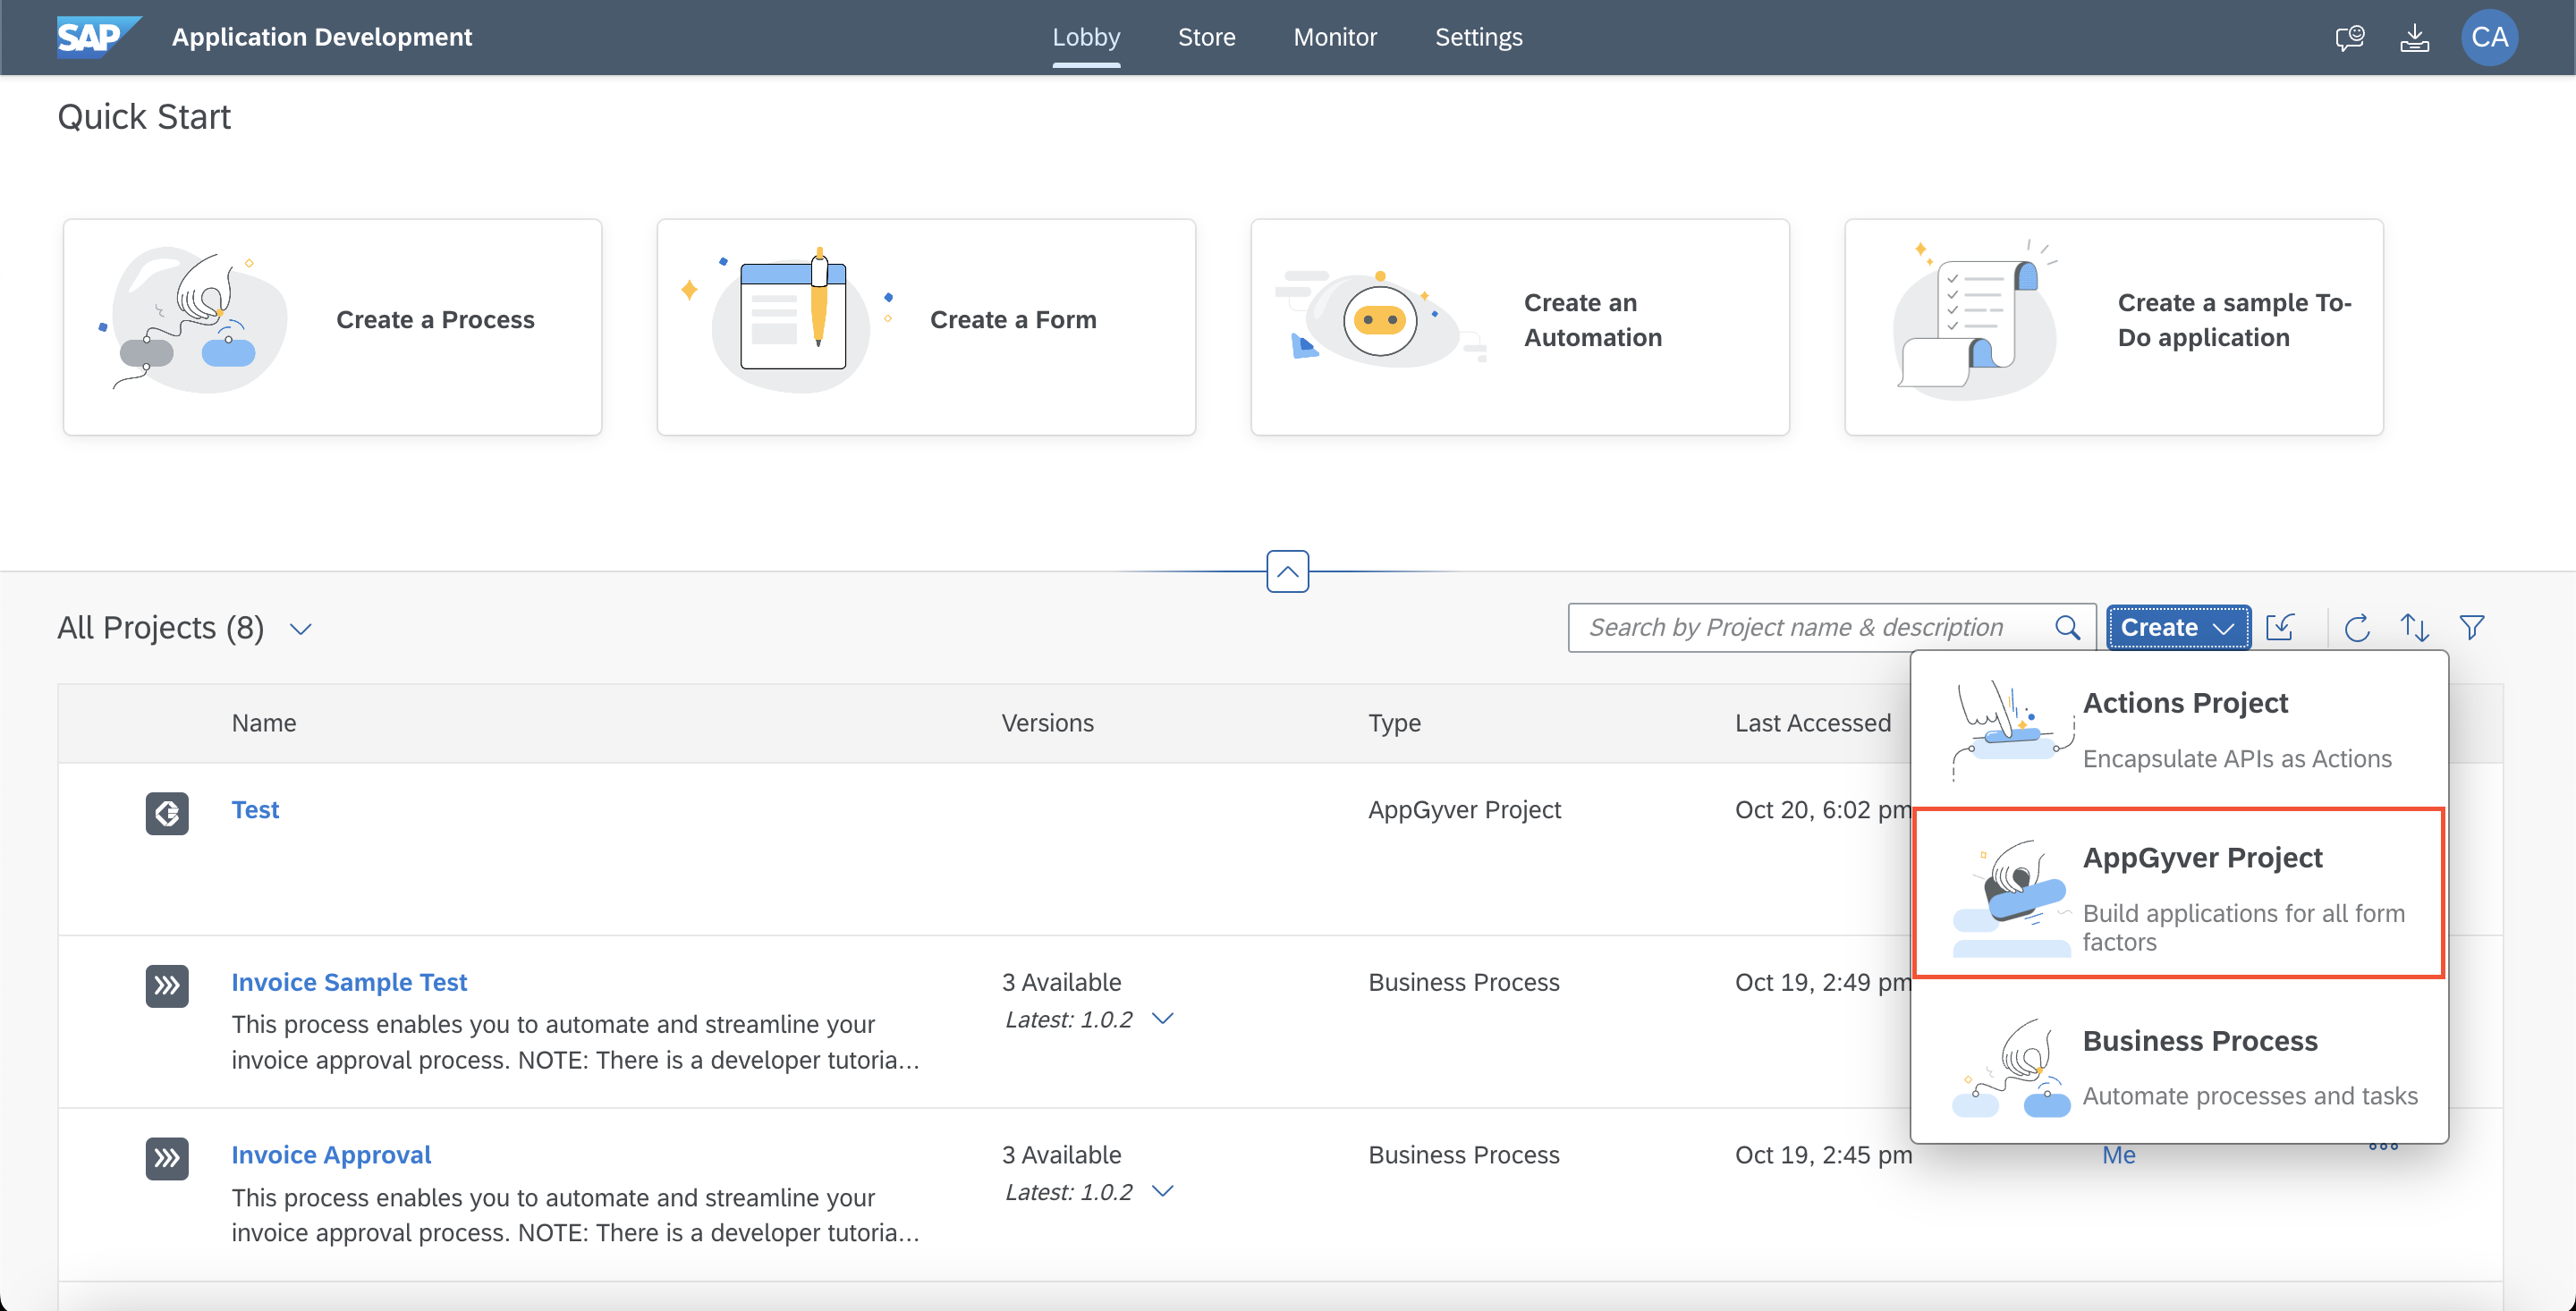 SAP Application Development Lobby Store Monitor Settings CA
Quick Start
Create a Process
Create a Form
Create an
Automation
Create a sample To-
Do application
All Projects (8)
Search by Project name & description
Create
Name Versions Type Last Accessed
Actions Project
Encapsulate APIs as Actions
AppGyver Project
Build applications for all form
factors
Business Process
Automate processes and tasks
Test AppGyver Project Oct 20, 6:02 pm
Invoice Sample Test 3 Available Business Process Oct 19, 2:49 pm
Latest: 1.0.2
This process enables you to automate and streamline your
invoice approval process. NOTE: There is a developer tutoria...
Invoice Approval 3 Available Business Process Oct 19, 2:45 pm Me
Latest: 1.0.2
This process enables you to automate and streamline your
invoice approval process. NOTE: There is a developer tutoria...